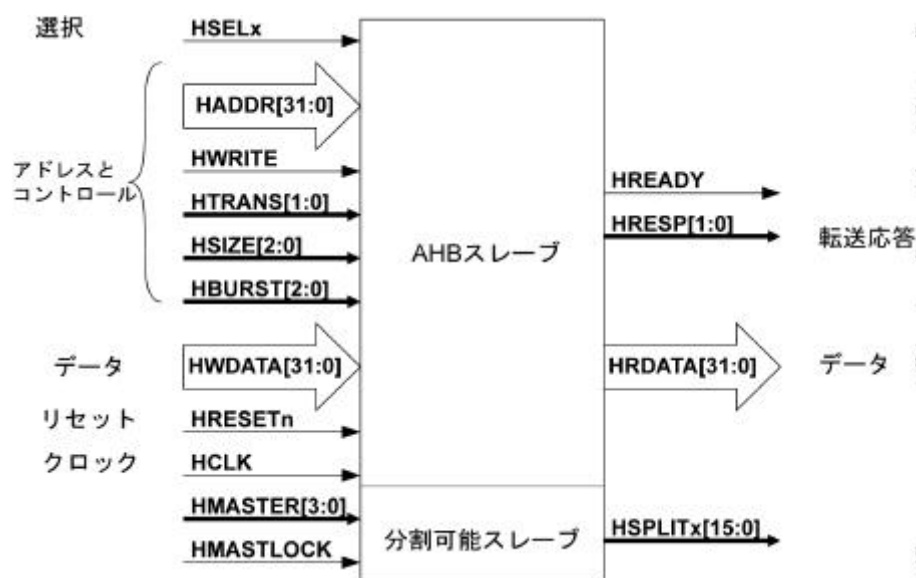 選択
HSELx
HADDR[31:0]
アドレスと
コントロール
HWRITE
HTRANS[1:0]
HSIZE[2:0]
HBURST[2:0]
データ
HWDATA[31:0]
リセット
HRESETn
クロック
HCLK
HMASTER[3:0]
HMASTLOCK
AHBスレーブ
分割可能スレーブ
HREADY
HRESP[1:0]
転送応答
HRDATA[31:0]
データ
HSPLITx[15:0]